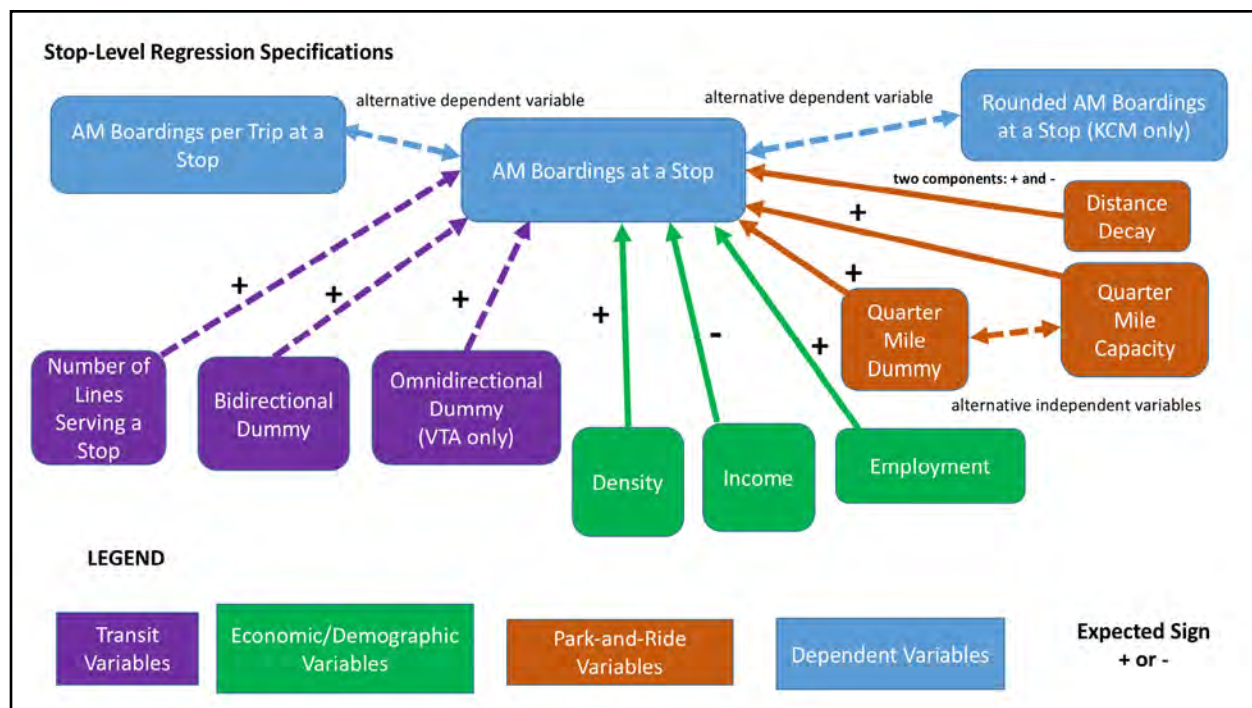 Stop-Level Regression Specifications
AM Boardings per Trip at a
Stop
alternative dependent variable
AM Boardings at a Stop
alternative dependent variable
Rounded AM Boardings
at a Stop (KCM only)
two components: + and -
Distance
Decay
+
Quarter
Mile
Capacity
+
Quarter
Mile
Dummy
alternative independent variables
+
+
+
+
-
+
Number of
Lines
Serving a
Stop
Bidirectional
Dummy
Omnidirectional
Dummy
(VTA only)
Density
Income
Employment
LEGEND
Transit
Variables
Economic/Demographic
Variables
Park-and-Ride
Variables
Dependent Variables
Expected Sign
+ or -